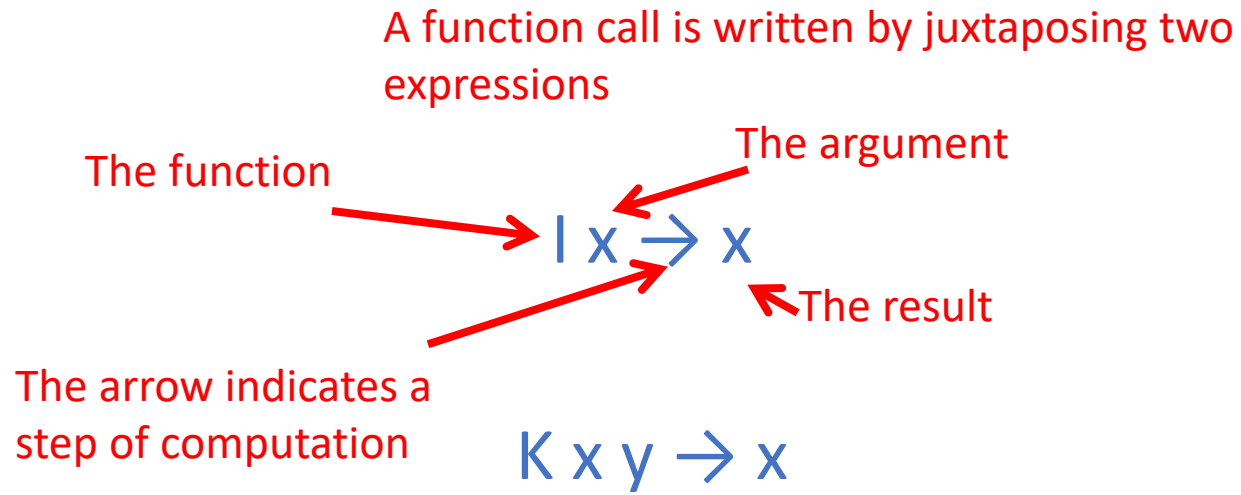 A function call is written by juxtaposing two
expressions
The argument
The function
I x → x
The result
The arrow indicates a
step of computation
K x y → x